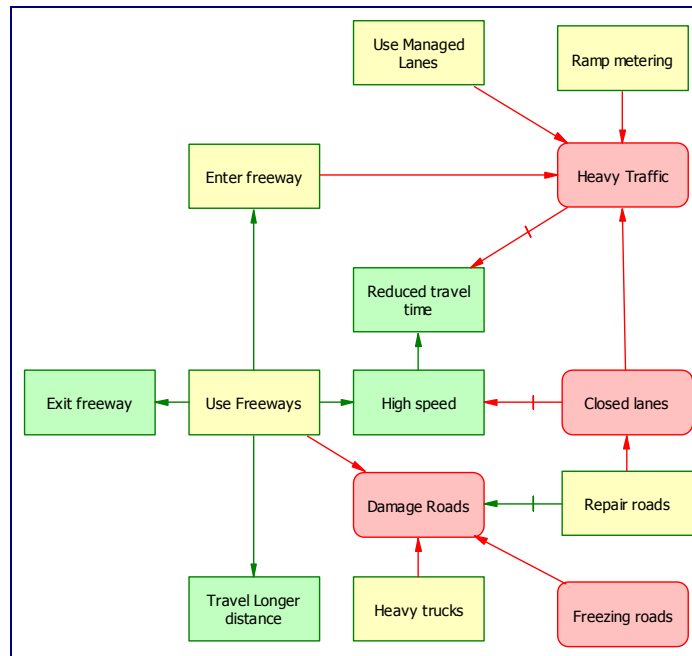 Use Managed
Lanes
Ramp metering
Enter freeway
Heavy Traffic
Reduced travel
time
Exit freeway
Use Freeways
High speed
Closed lanes
Damage Roads
Repair roads
Travel Longer
distance
Heavy trucks
Freezing roads